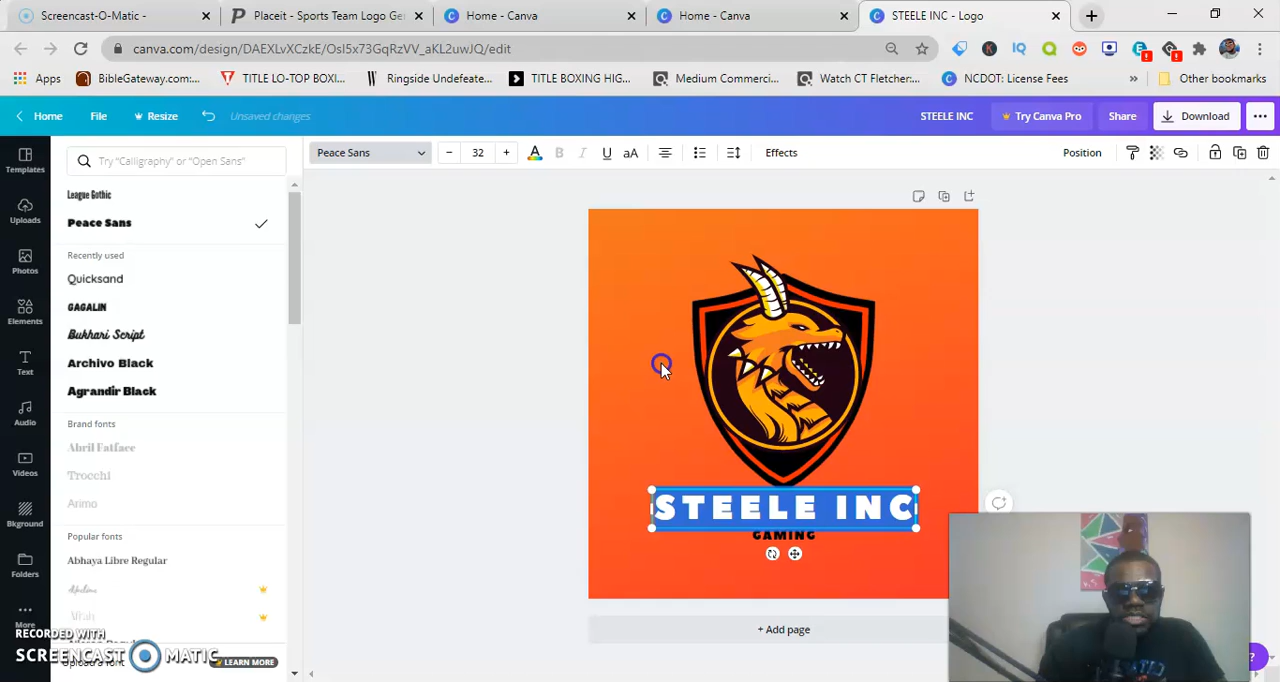 Screencast-O-Matic -
Placeit - Sports Team Logo Ge
Home - Canva
Home - Canva
STEELE INC - Logo
canva.com/design/DAEXLvXCzkE/OsI5x73GqRzVV_aKL2uwJQ/edit
Apps
BibleGateway.com:...
TITLE LO-TOP BOXI...
Ringside Undefeate...
TITLE BOXING HIG...
Medium Commerci...
Watch CT Fletcher:...
NCDOT: License Fees
»
Other bookmarks
Home
File
Resize
Unsaved changes
STEELE INC
Try Canva Pro
Share
Download
Peace Sans
− 32 +
A B I U aA
Effects
Position
Templates
Uploads
Photos
Elements
Text
Audio
Videos
Bkground
Folders
More
Try "Calligraphy" or "Open Sans"
League Gothic
Peace Sans
Recently used
Quicksand
GAGALIN
Bukhari Script
Archivo Black
Agrandir Black
Brand fonts
Abril Fatface
Trocchi
Arimo
Popular fonts
Abhaya Libre Regular
Upload a font
LEARN MORE
STEELE INC
GAMING
+ Add page
RECORDED WITH
SCREENCAST MATIC
?